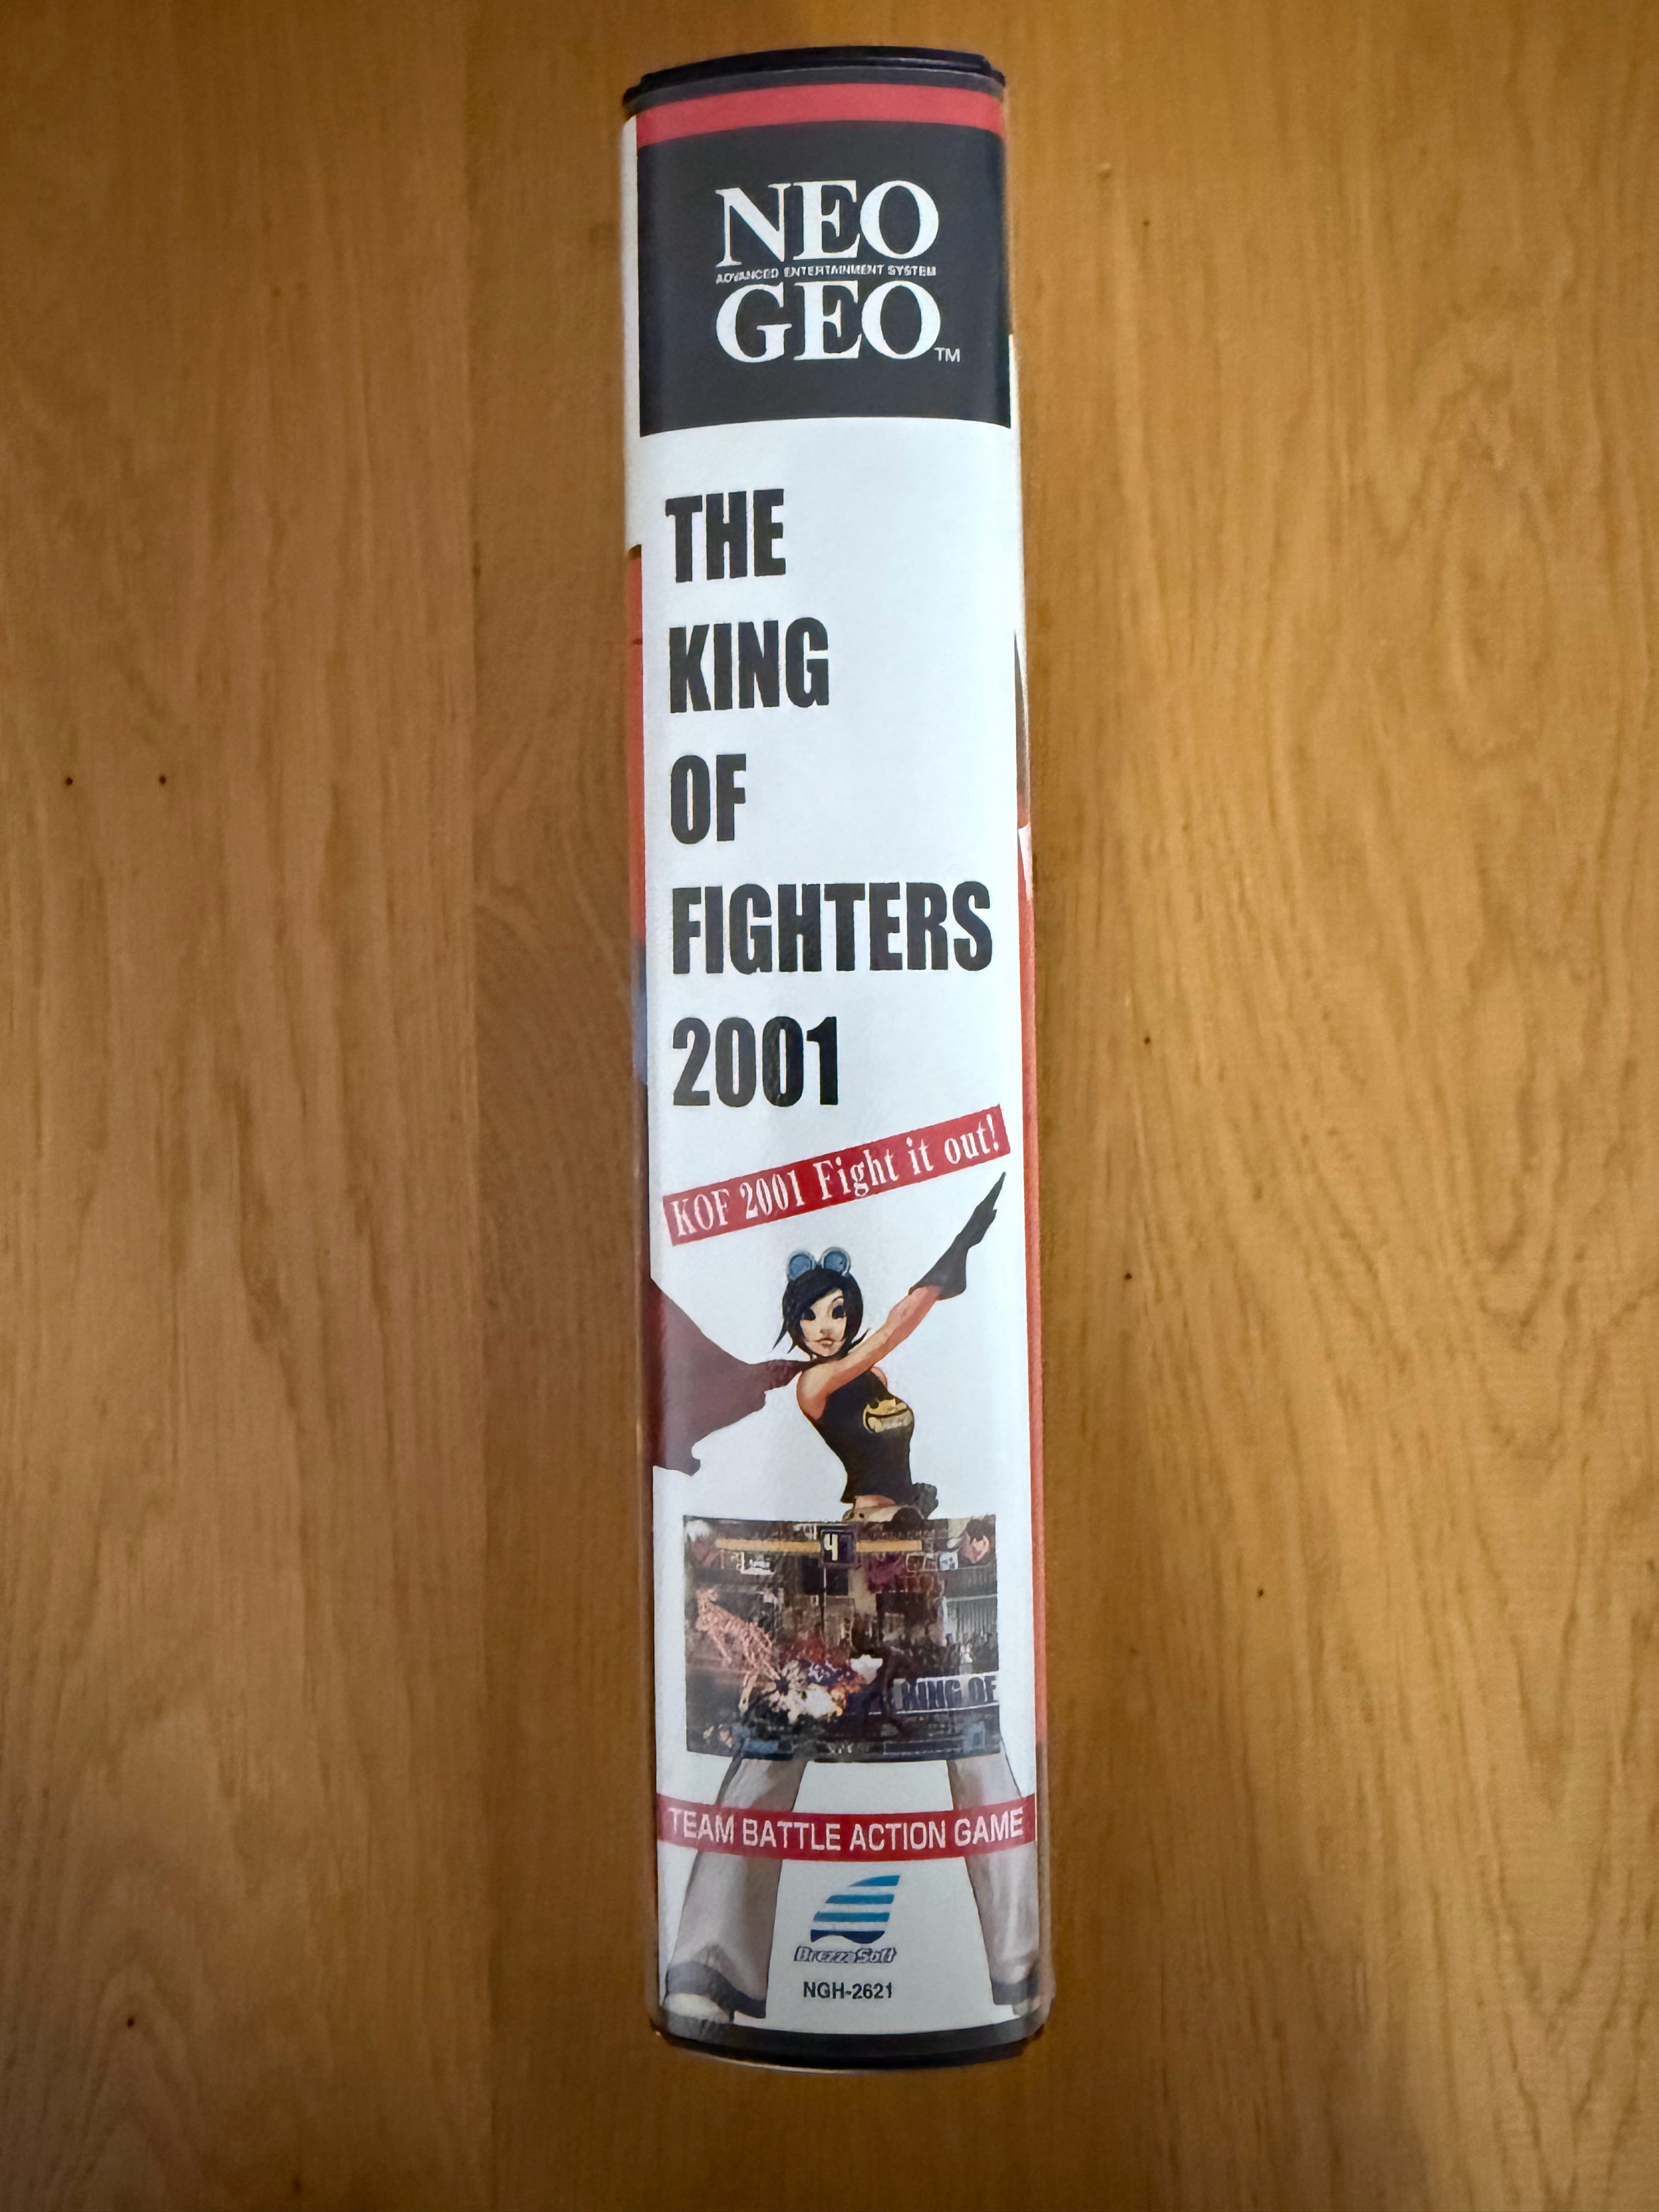 NEO
ADVANCED ENTERTAINMENT SYSTEM
GEO TM
THE
KING
OF
FIGHTERS
2001
KOF 2001 Fight it out!
4
KING OF
TEAM BATTLE ACTION GAME
BrezzaSoft
NGH-2621